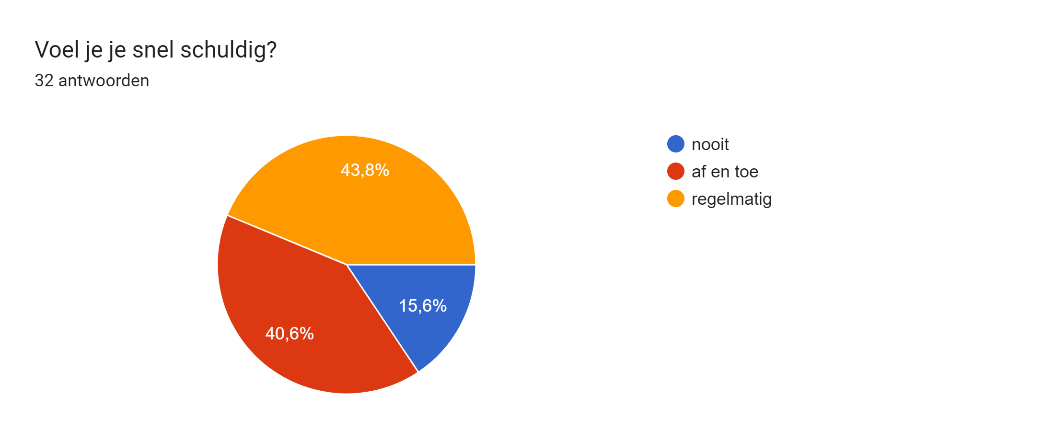 Voel je je snel schuldig?
32 antwoorden
nooit
af en toe
regelmatig
43,8%
15,6%
40,6%